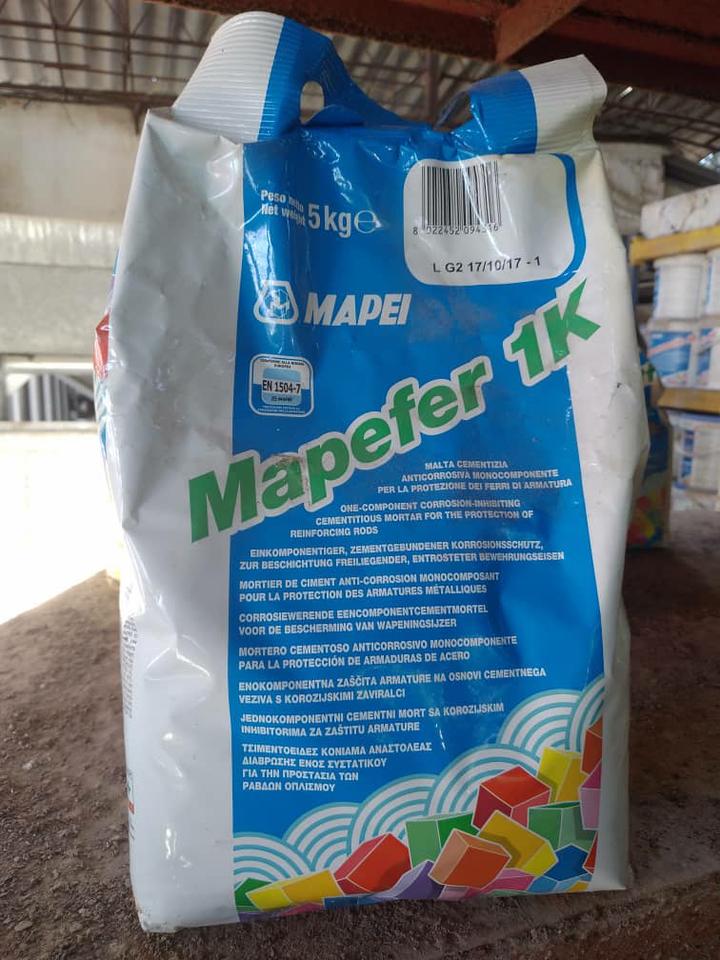 Peso netto
Net weight 5 kg ℮
L G2 17/10/17 - 1
MAPEI
EN 1504-7
MAPEI
Mapefer 1K
MALTA CEMENTIZIA
ANTICORROSIVA MONOCOMPONENTE
PER LA PROTEZIONE DEI FERRI DI ARMATURA
ONE-COMPONENT CORROSION-INHIBITING
CEMENTITIOUS MORTAR FOR THE PROTECTION OF
REINFORCING RODS
EINKOMPONENTIGER, ZEMENTGEBUNDENER KORROSIONSSCHUTZ,
ZUR BESCHICHTUNG FREILIEGENDER, ENTROSTETER BEWEHRUNGSEISEN
MORTIER DE CIMENT ANTI-CORROSION MONOCOMPOSANT
POUR LA PROTECTION DES ARMATURES MÉTALLIQUES
CORROSIEWERENDE EENCOMPONENTCEMENTMORTEL
VOOR DE BESCHERMING VAN WAPENINGSIJZER
MORTERO CEMENTOSO ANTICORROSIVO MONOCOMPONENTE
PARA LA PROTECCIÓN DE ARMADURAS DE ACERO
ENOKOMPONENTNA ZAŠČITA ARMATURE NA OSNOVI CEMENTNEGA
VEZIVA S KOROZIJSKIMI ZAVIRALCI
JEDNOKOMPONENTNI CEMENTNI MORT SA KOROZIJSKIM
INHIBITORIMA ZA ZAŠTITU ARMATURE
ΤΣΙΜΕΝΤΟΕΙΔΕΣ ΚΟΝΙΑΜΑ ΑΝΑΣΤΟΛΕΑΣ
ΔΙΑΒΡΩΣΗΣ ΕΝΟΣ ΣΥΣΤΑΤΙΚΟΥ
ΓΙΑ ΤΗΝ ΠΡΟΣΤΑΣΙΑ ΤΩΝ
ΡΑΒΔΩΝ ΟΠΛΙΣΜΟΥ